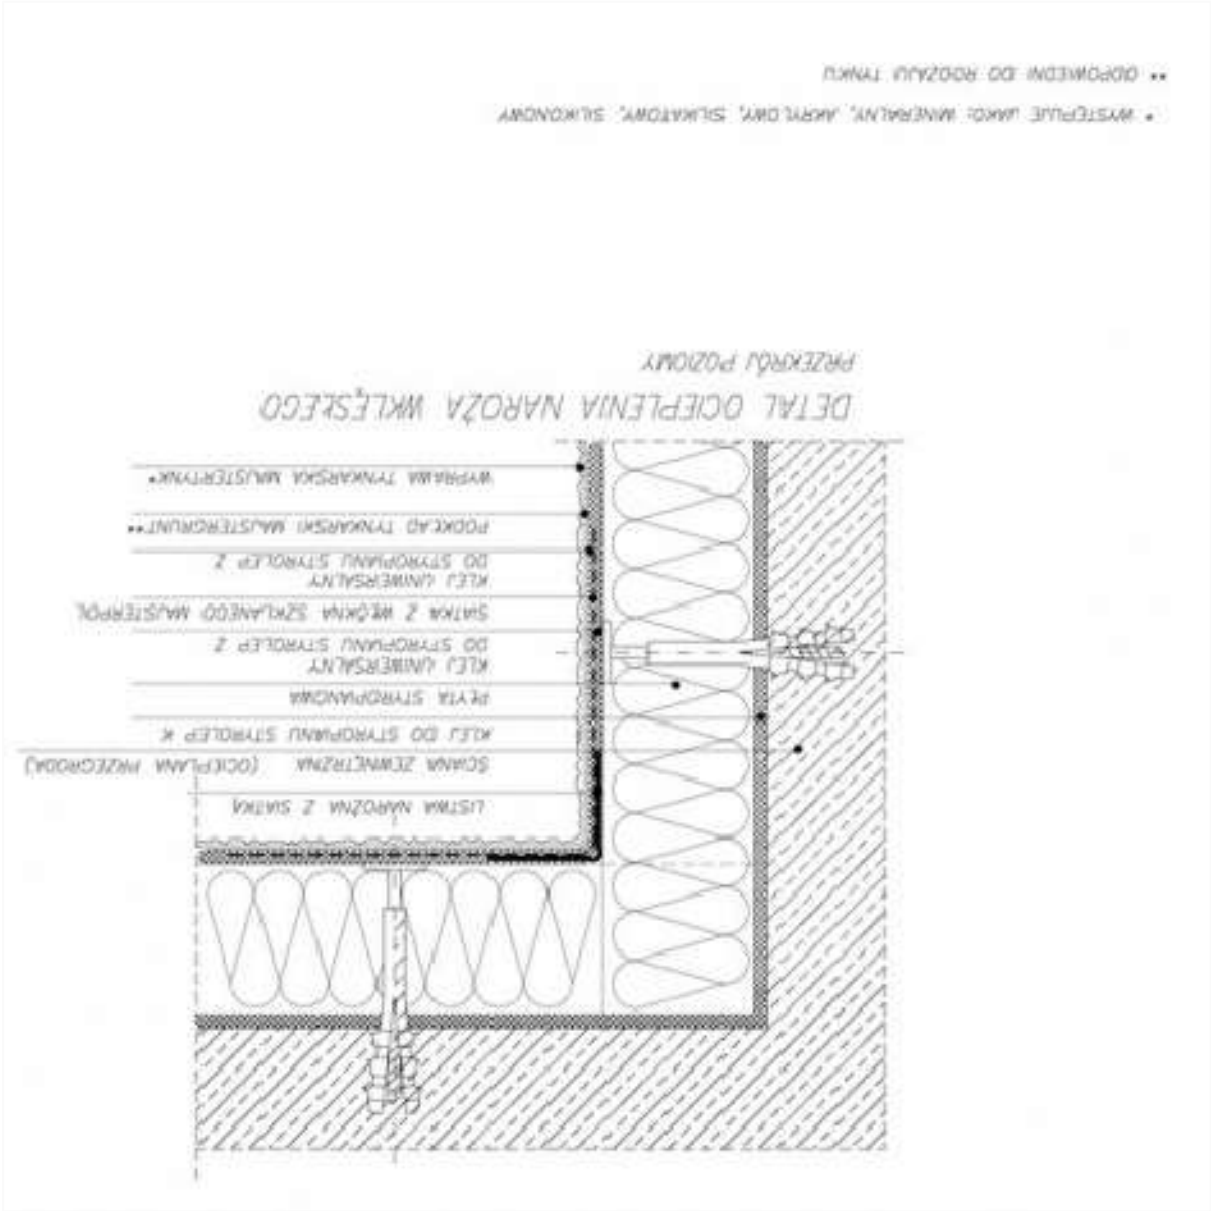 LISTWA NAROŻNA Z SIATKĄ
ŚCIANA ZEWNĘTRZNA (OCIEPLANA PRZEGRODA)
KLEJ DO STYROPIANU STYROLEP K
PŁYTA STYROPIANOWA
KLEJ UNIWERSALNY
DO STYROPIANU STYROLEP Z
SIATKA Z WŁÓKNA SZKLANEGO MAJSTERPOL
KLEJ UNIWERSALNY
DO STYROPIANU STYROLEP Z
PODKŁAD TYNKARSKI MAJSTERGRUNT**
WYPRAWA TYNKARSKA MAJSTERTYNK*
DETAL OCIEPLENIA NAROŻA WKLĘSŁEGO
PRZEKRÓJ POZIOMY
* WYSTĘPUJE JAKO: MINERALNY, AKRYLOWY, SILIKATOWY, SILIKONOWY
** ODPOWIEDNI DO RODZAJU TYNKU